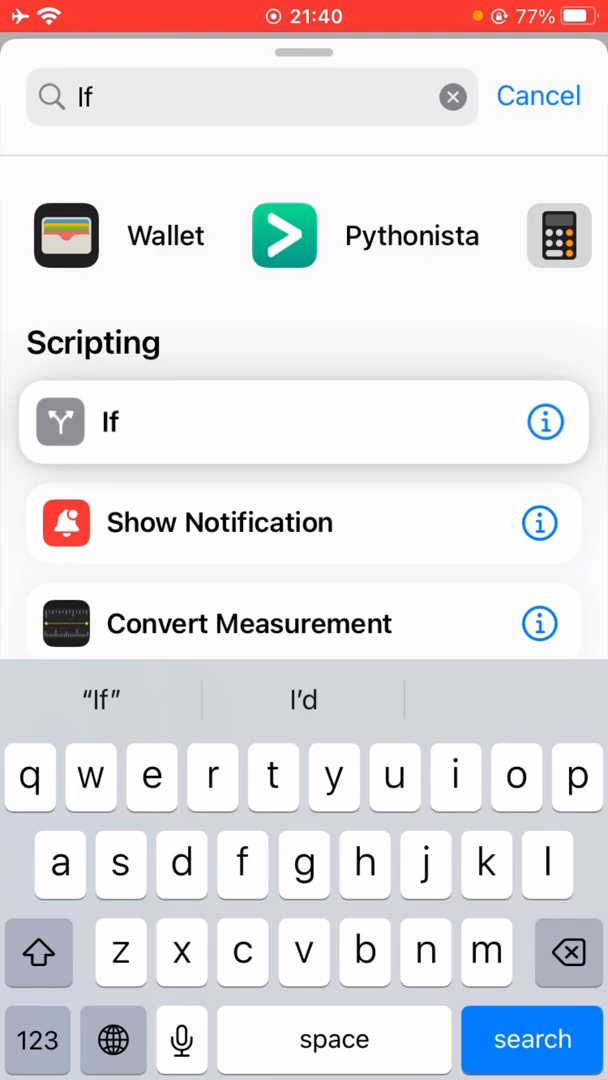 21:40
77%
If
Cancel
Wallet
Pythonista
Scripting
If
Show Notification
Convert Measurement
“If”
I’d
q w e r t y u i o p
a s d f g h j k l
z x c v b n m
123
space
search